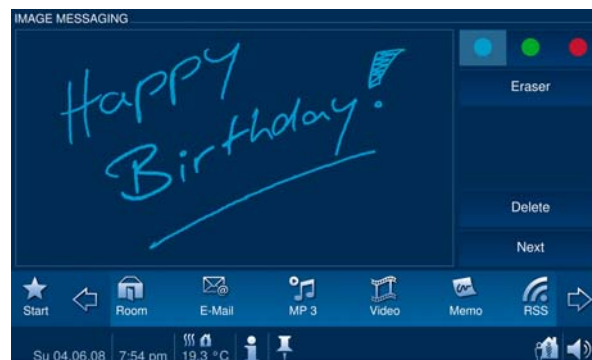 IMAGE MESSAGING
Happy
Birthday!
Eraser
Delete
Next
Start
Room
E-Mail
MP 3
Video
Memo
RSS
Su 04.06.08 7:54 pm 19.3 °C